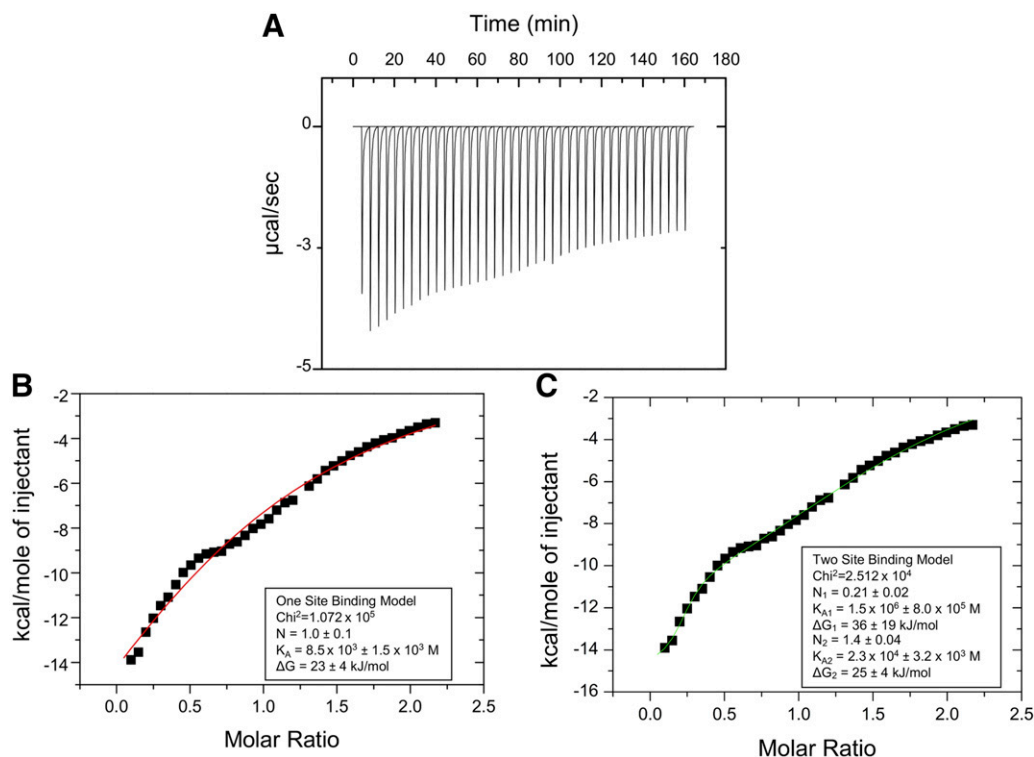 A
Time (min)
0 20 40 60 80 100 120 140 160 180
0
-3
-5
μcal/sec
B
-2
-4
-6
-8
-10
-12
-14
kcal/mole of injectant
One Site Binding Model
Chi²=1.072 x 10⁵
N = 1.0 ± 0.1
K_A = 8.5 x 10³ ± 1.5 x 10³ M
ΔG = 23 ± 4 kJ/mol
0.0 0.5 1.0 1.5 2.0 2.5
Molar Ratio
C
-2
-4
-6
-8
-10
-12
-14
-16
kcal/mole of injectant
Two Site Binding Model
Chi²=2.512 x 10⁴
N₁ = 0.21 ± 0.02
K_A1 = 1.5 x 10⁶ ± 8.0 x 10⁵ M
ΔG₁ = 36 ± 19 kJ/mol
N₂ = 1.4 ± 0.04
K_A2 = 2.3 x 10⁴ ± 3.2 x 10³ M
ΔG₂ = 25 ± 4 kJ/mol
0.0 0.5 1.0 1.5 2.0 2.5
Molar Ratio